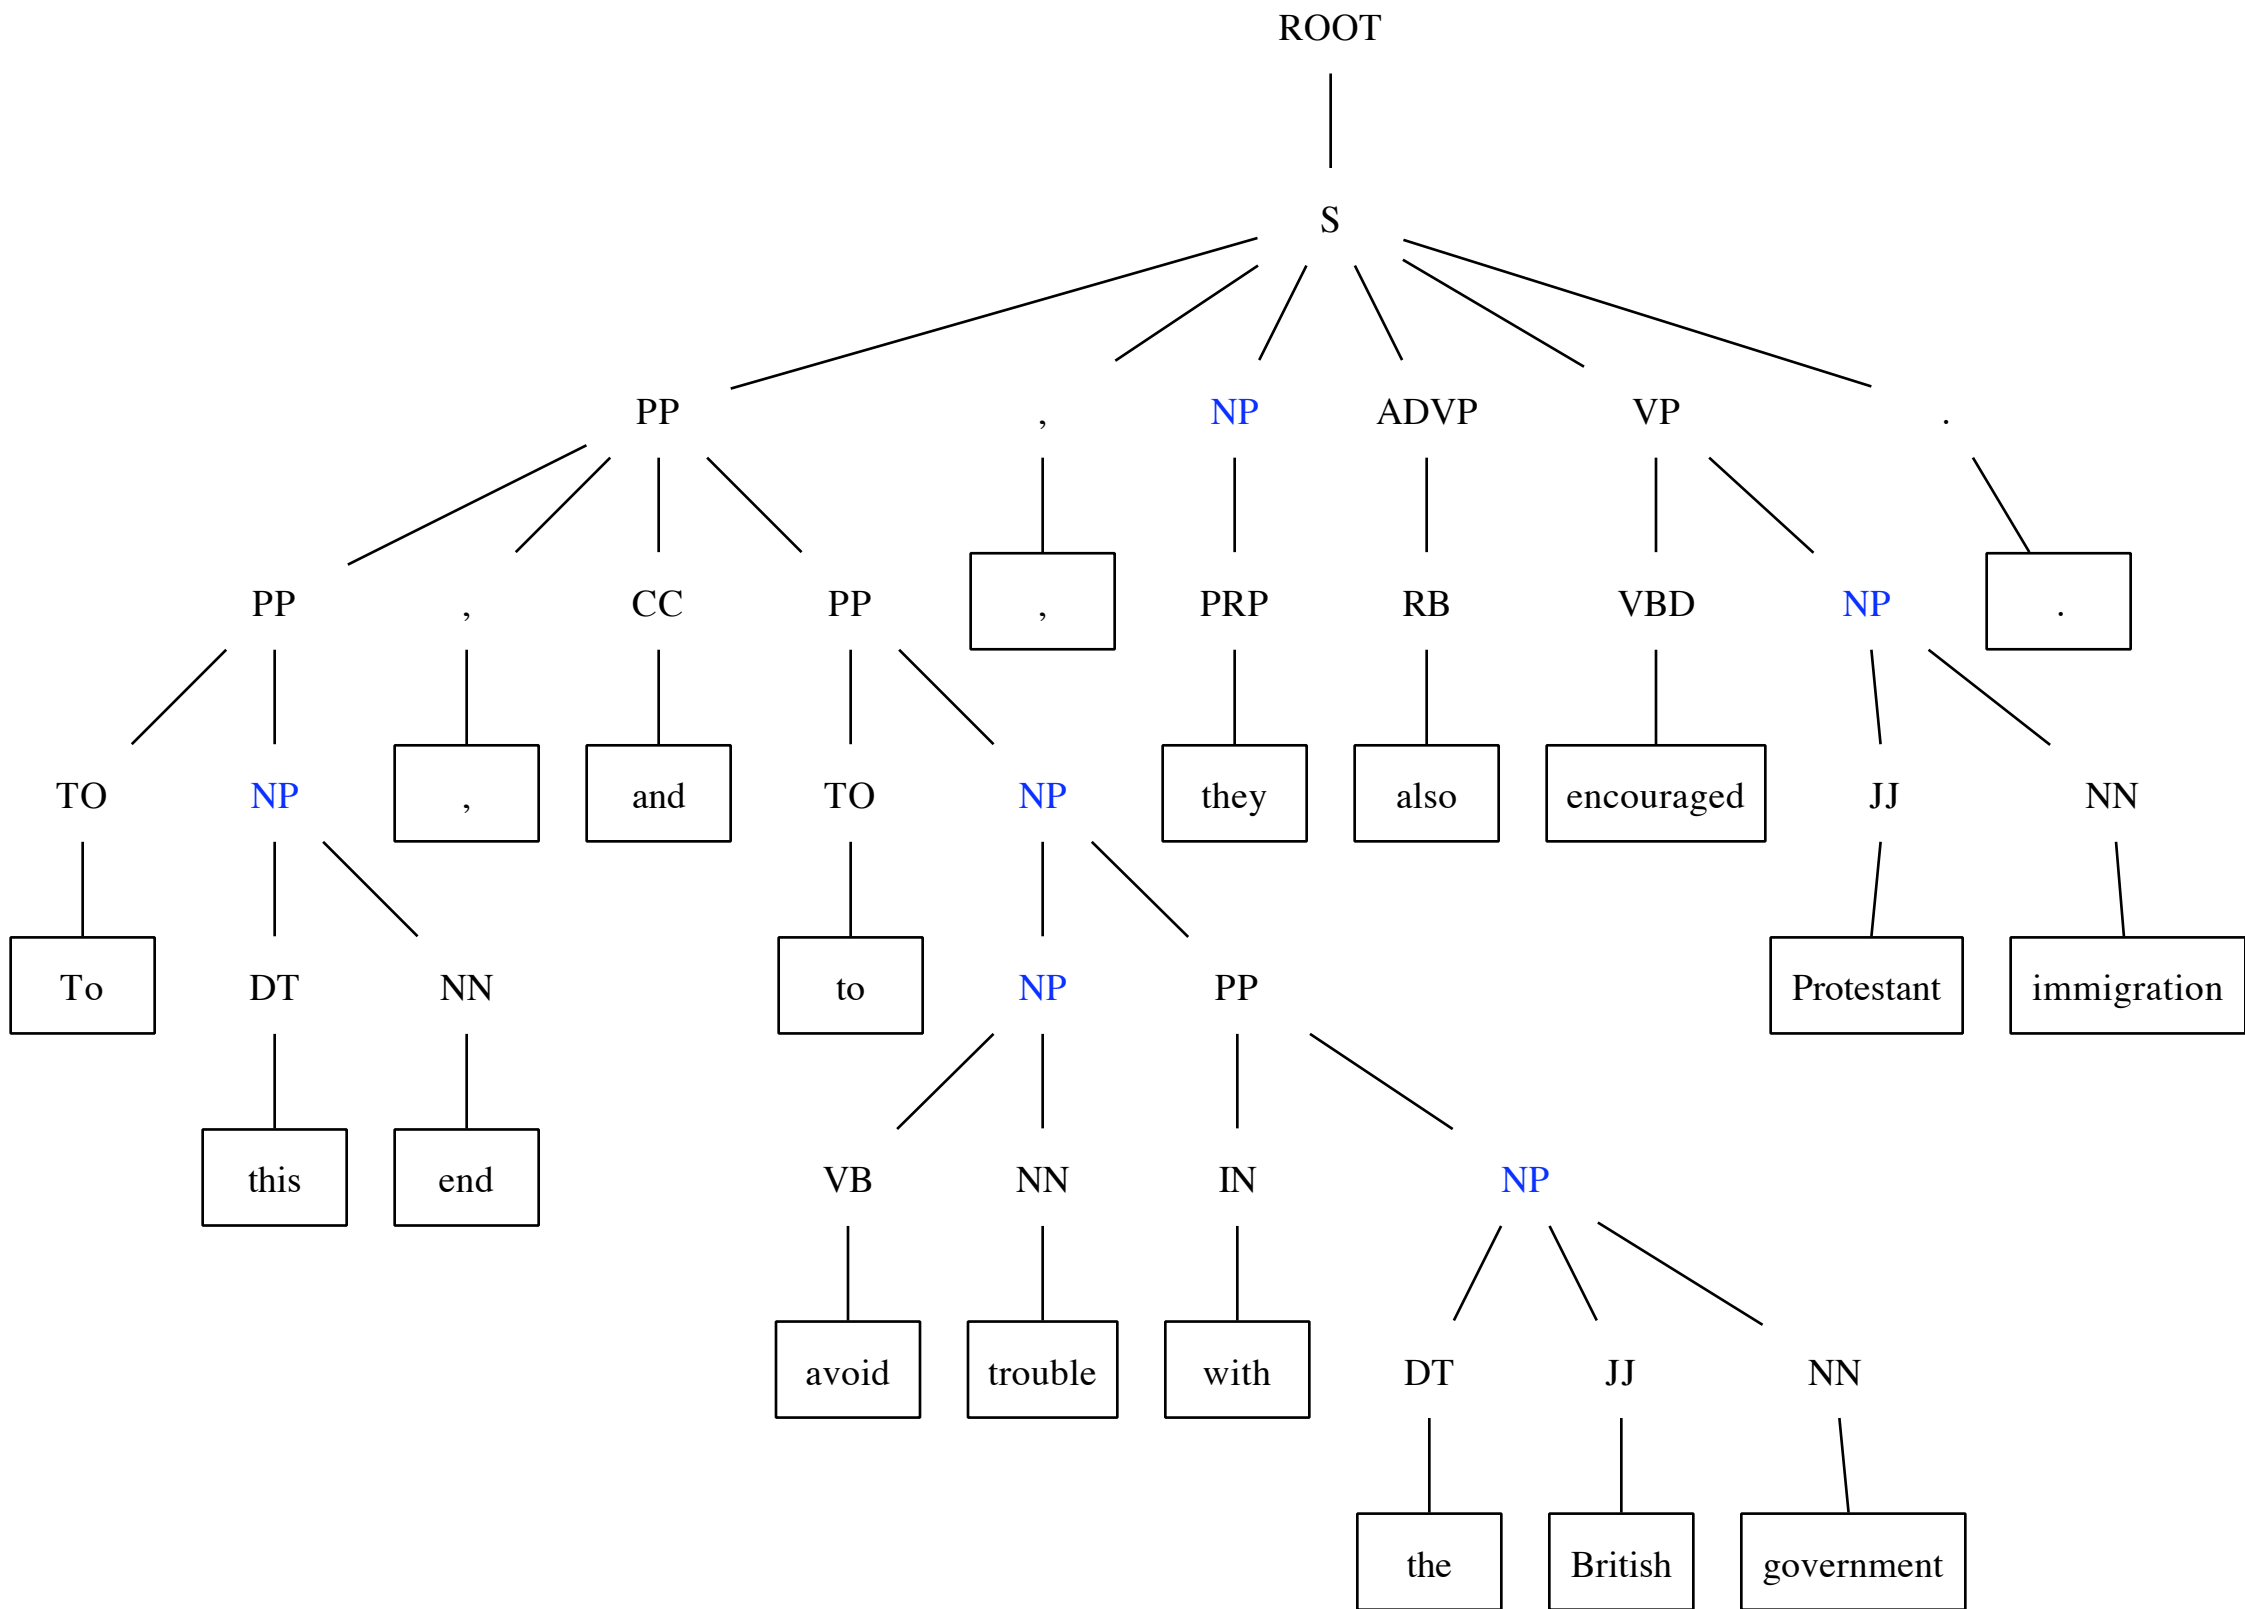 ROOT
S
PP , NP ADVP VP .
PP , CC PP , PRP RB VBD NP .
TO NP , and TO NP they also encouraged JJ NN
To DT NN to NP PP Protestant immigration
this end VB NN IN NP
avoid trouble with DT JJ NN
the British government